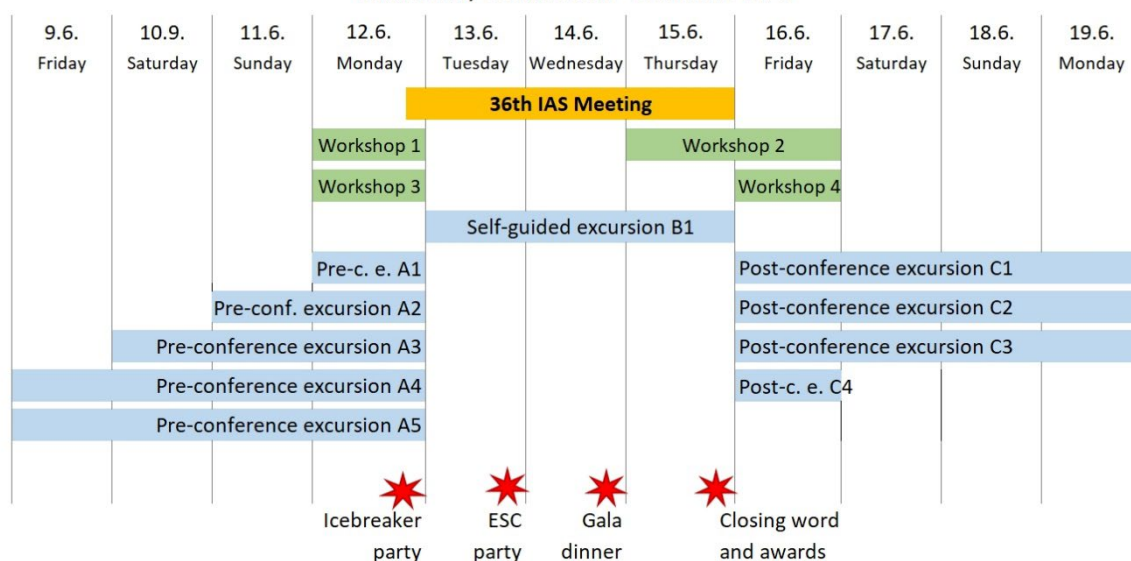 9.6. 10.9. 11.6. 12.6. 13.6. 14.6. 15.6. 16.6. 17.6. 18.6. 19.6.
Friday Saturday Sunday Monday Tuesday Wednesday Thursday Friday Saturday Sunday Monday
36th IAS Meeting
Workshop 1 Workshop 2
Workshop 3 Workshop 4
Self-guided excursion B1
Pre-c. e. A1 Post-conference excursion C1
Pre-conf. excursion A2 Post-conference excursion C2
Pre-conference excursion A3 Post-conference excursion C3
Pre-conference excursion A4 Post-c. e. C4
Pre-conference excursion A5
Icebreaker ESC Gala Closing word
party party dinner and awards